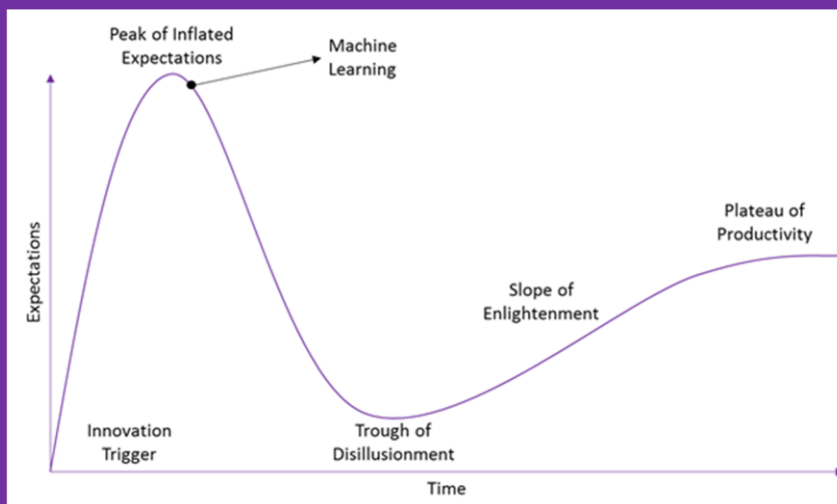 Peak of Inflated
Expectations
Machine
Learning
Expectations
Plateau of
Productivity
Slope of
Enlightenment
Innovation
Trigger
Trough of
Disillusionment
Time